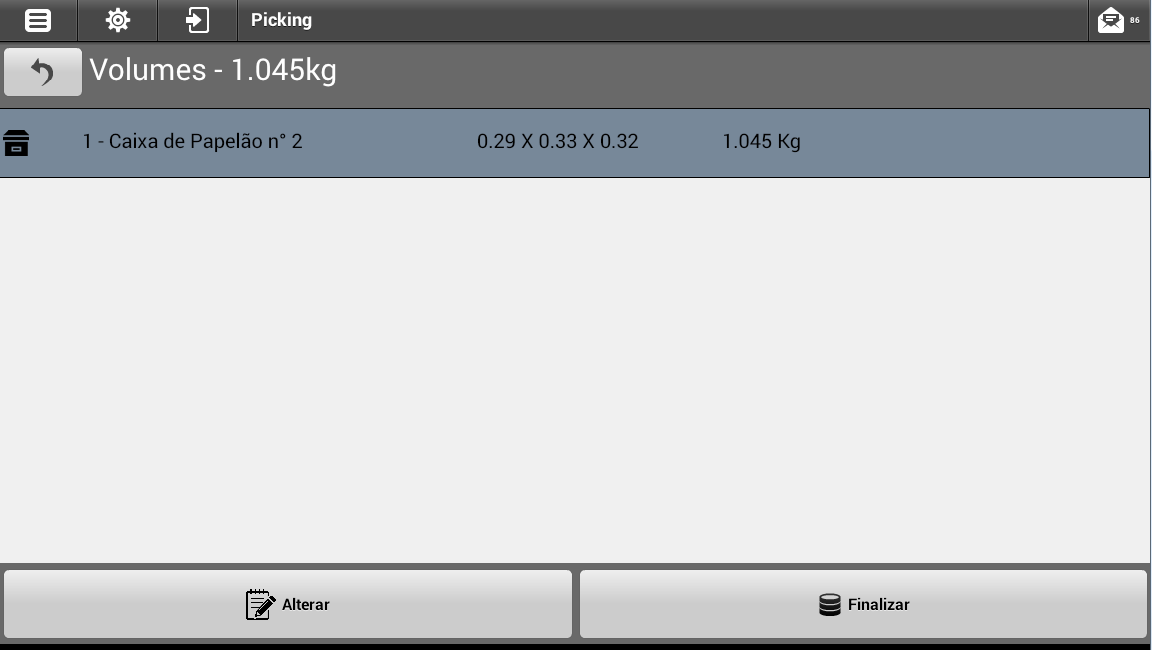 Picking
86
Volumes - 1.045kg
1 - Caixa de Papelão n° 2 0.29 X 0.33 X 0.32 1.045 Kg
Alterar
Finalizar